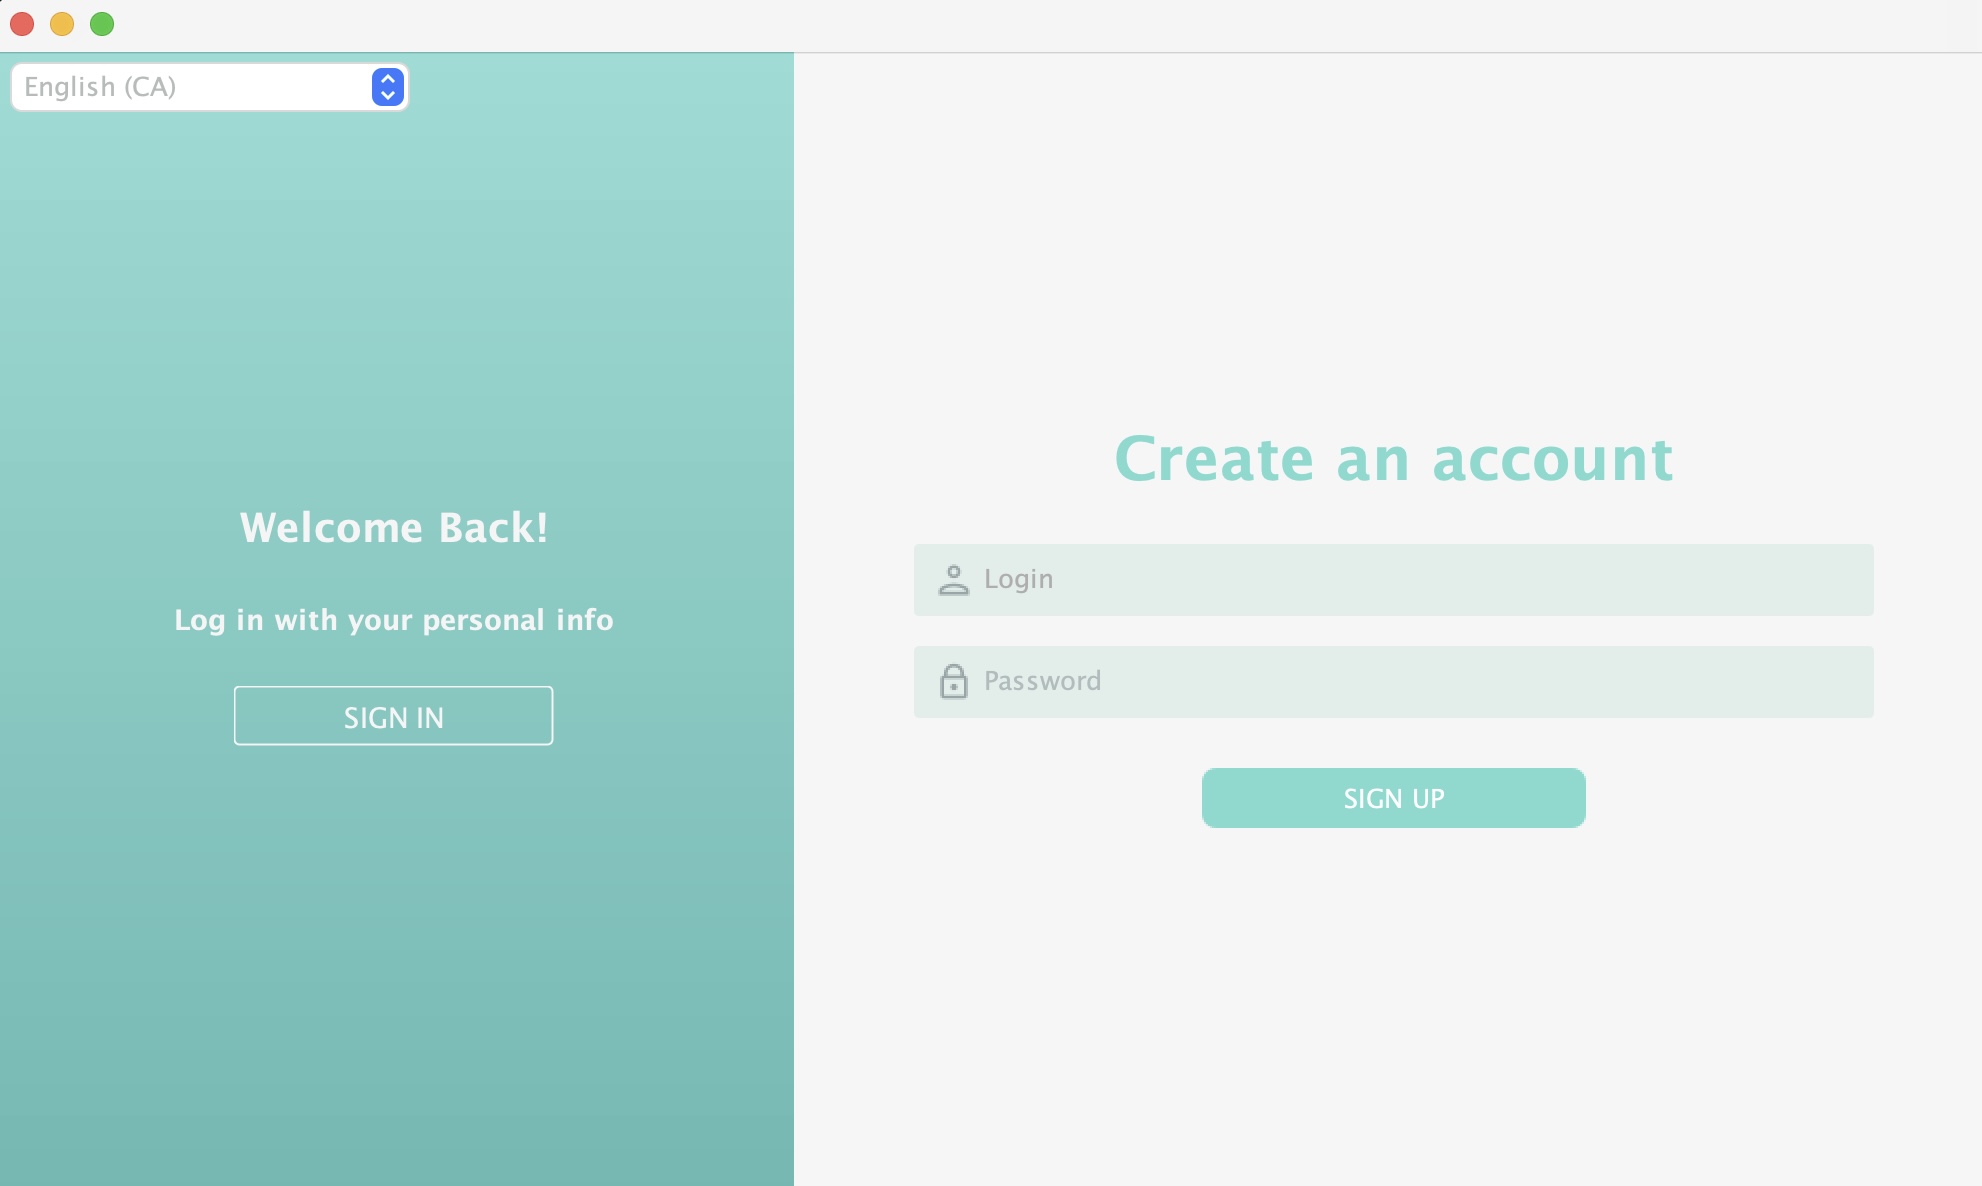 English (CA)
Welcome Back!
Log in with your personal info
SIGN IN
Create an account
Login
Password
SIGN UP